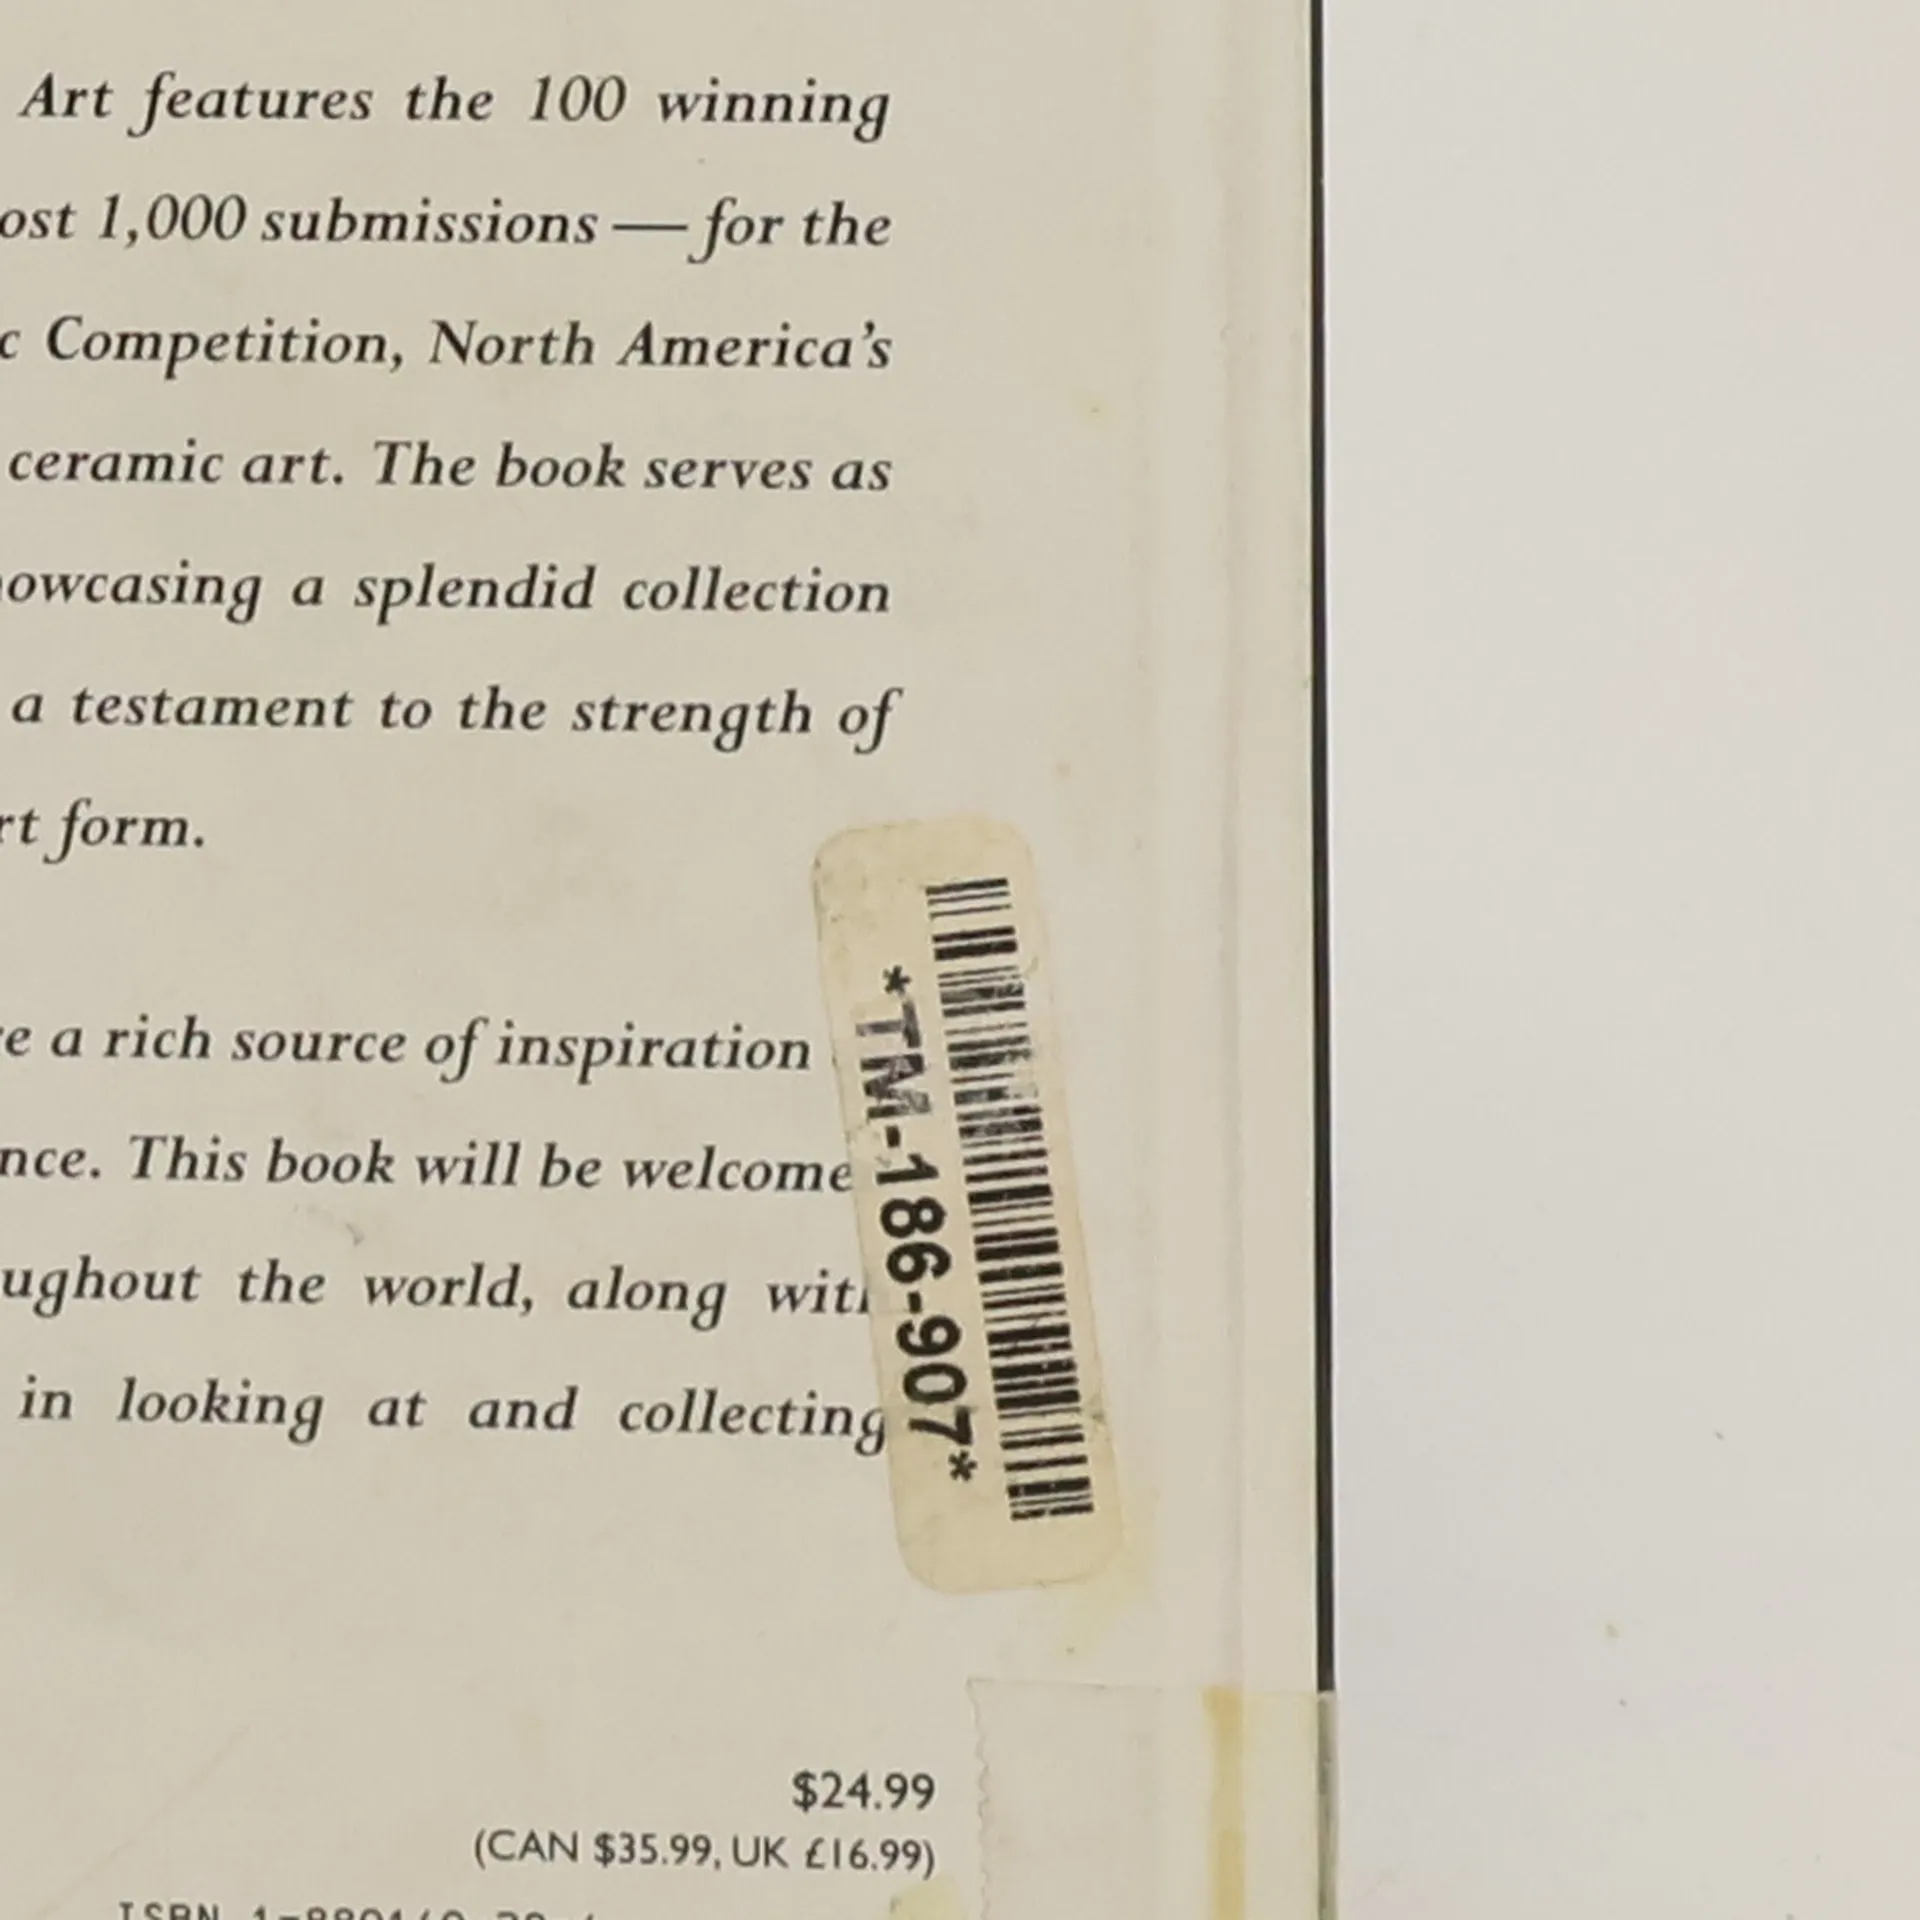 Art features the 100 winning
ost 1,000 submissions — for the
c Competition, North America's
ceramic art. The book serves as
howcasing a splendid collection
a testament to the strength of
rt form.
e a rich source of inspiration
nce. This book will be welcome
ughout the world, along with
in looking at and collecting
*TM-186-907*
$24.99
(CAN $35.99, UK £16.99)
ISBN